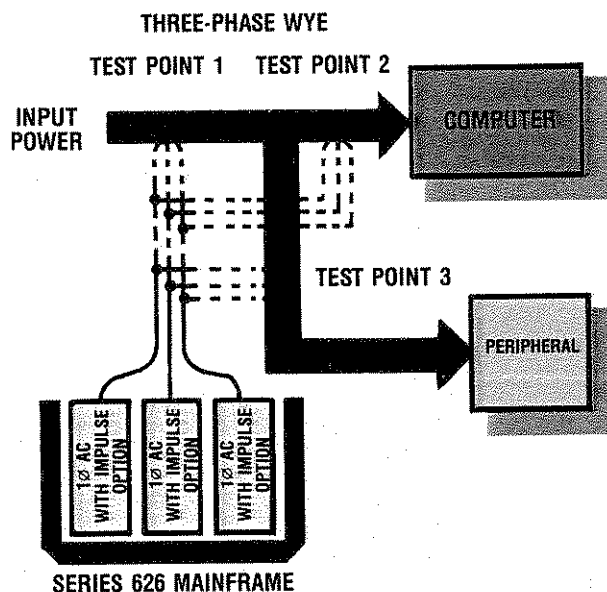 THREE-PHASE WYE
TEST POINT 1
TEST POINT 2
INPUT
POWER
COMPUTER
TEST POINT 3
PERIPHERAL
1Ø AC
WITH IMPULSE
OPTION
1Ø AC
WITH IMPULSE
OPTION
1Ø AC
WITH IMPULSE
OPTION
SERIES 626 MAINFRAME